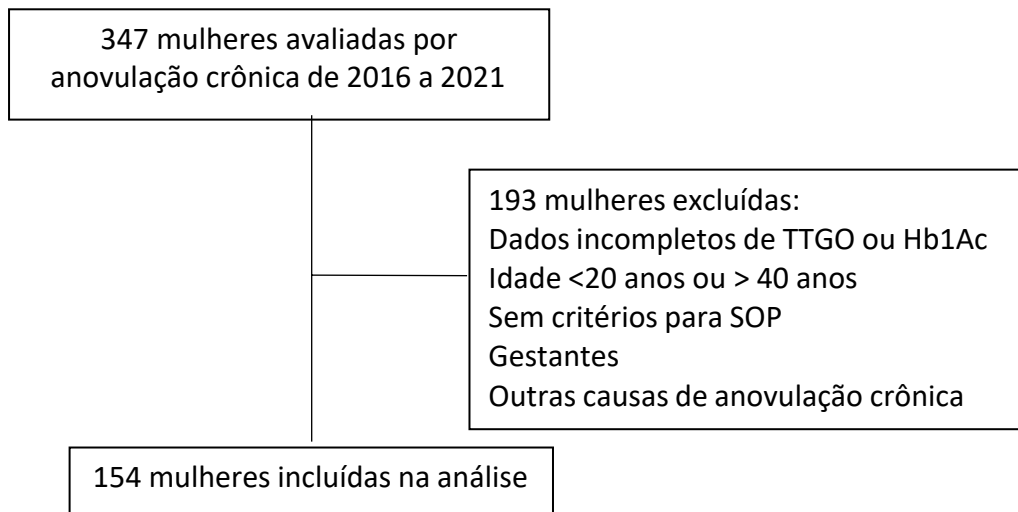 347 mulheres avaliadas por
anovulação crônica de 2016 a 2021
193 mulheres excluídas:
Dados incompletos de TTGO ou Hb1Ac
Idade <20 anos ou > 40 anos
Sem critérios para SOP
Gestantes
Outras causas de anovulação crônica
154 mulheres incluídas na análise